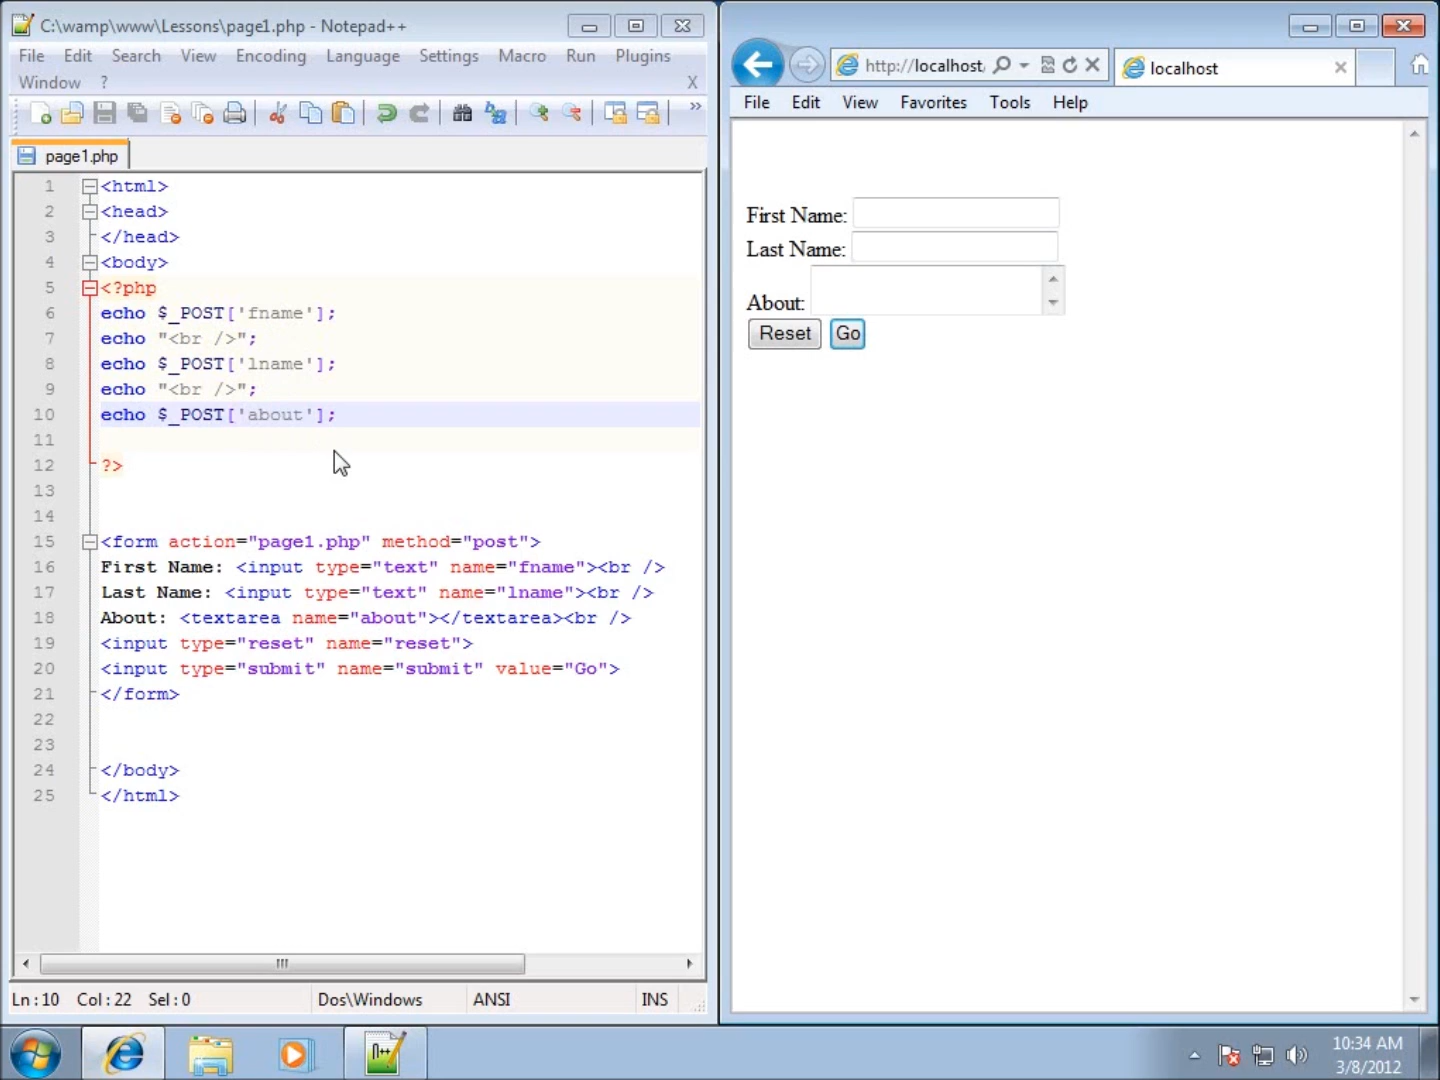 C:\wamp\www\Lessons\page1.php - Notepad++
File Edit Search View Encoding Language Settings Macro Run Plugins
Window ? X
page1.php
1 <html>
2 <head>
3 </head>
4 <body>
5 <?php
6 echo $_POST['fname'];
7 echo "<br />";
8 echo $_POST['lname'];
9 echo "<br />";
10 echo $_POST['about'];
11
12 ?>
13
14
15 <form action="page1.php" method="post">
16 First Name: <input type="text" name="fname"><br />
17 Last Name: <input type="text" name="lname"><br />
18 About: <textarea name="about"></textarea><br />
19 <input type="reset" name="reset">
20 <input type="submit" name="submit" value="Go">
21 </form>
22
23
24 </body>
25 </html>
Ln : 10 Col : 22 Sel : 0 Dos\Windows ANSI INS
http://localhost
localhost
File Edit View Favorites Tools Help
First Name:
Last Name:
About:
Reset Go
10:34 AM
3/8/2012